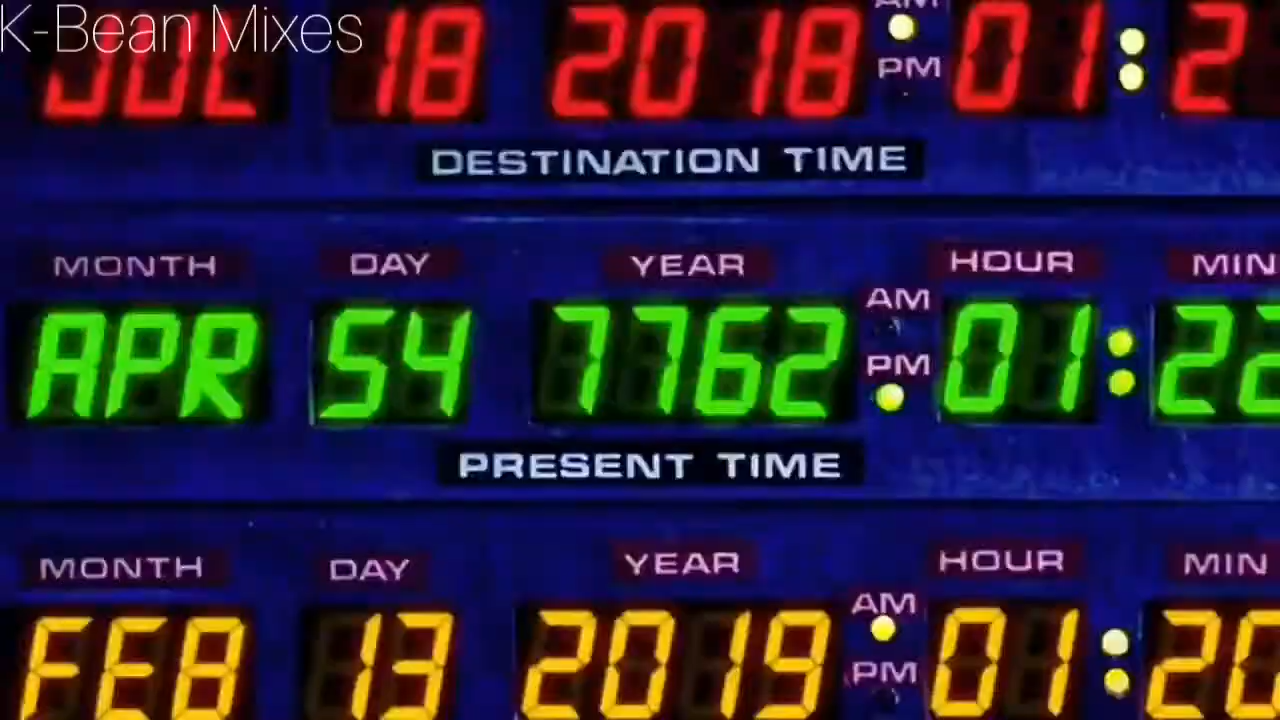 K-Bean Mixes
JUL 18 2018 AM PM 01:2
DESTINATION TIME
MONTH DAY YEAR HOUR MIN
APR 54 7762 AM PM 01:22
PRESENT TIME
MONTH DAY YEAR HOUR MIN
FEB 13 2019 AM PM 01:20